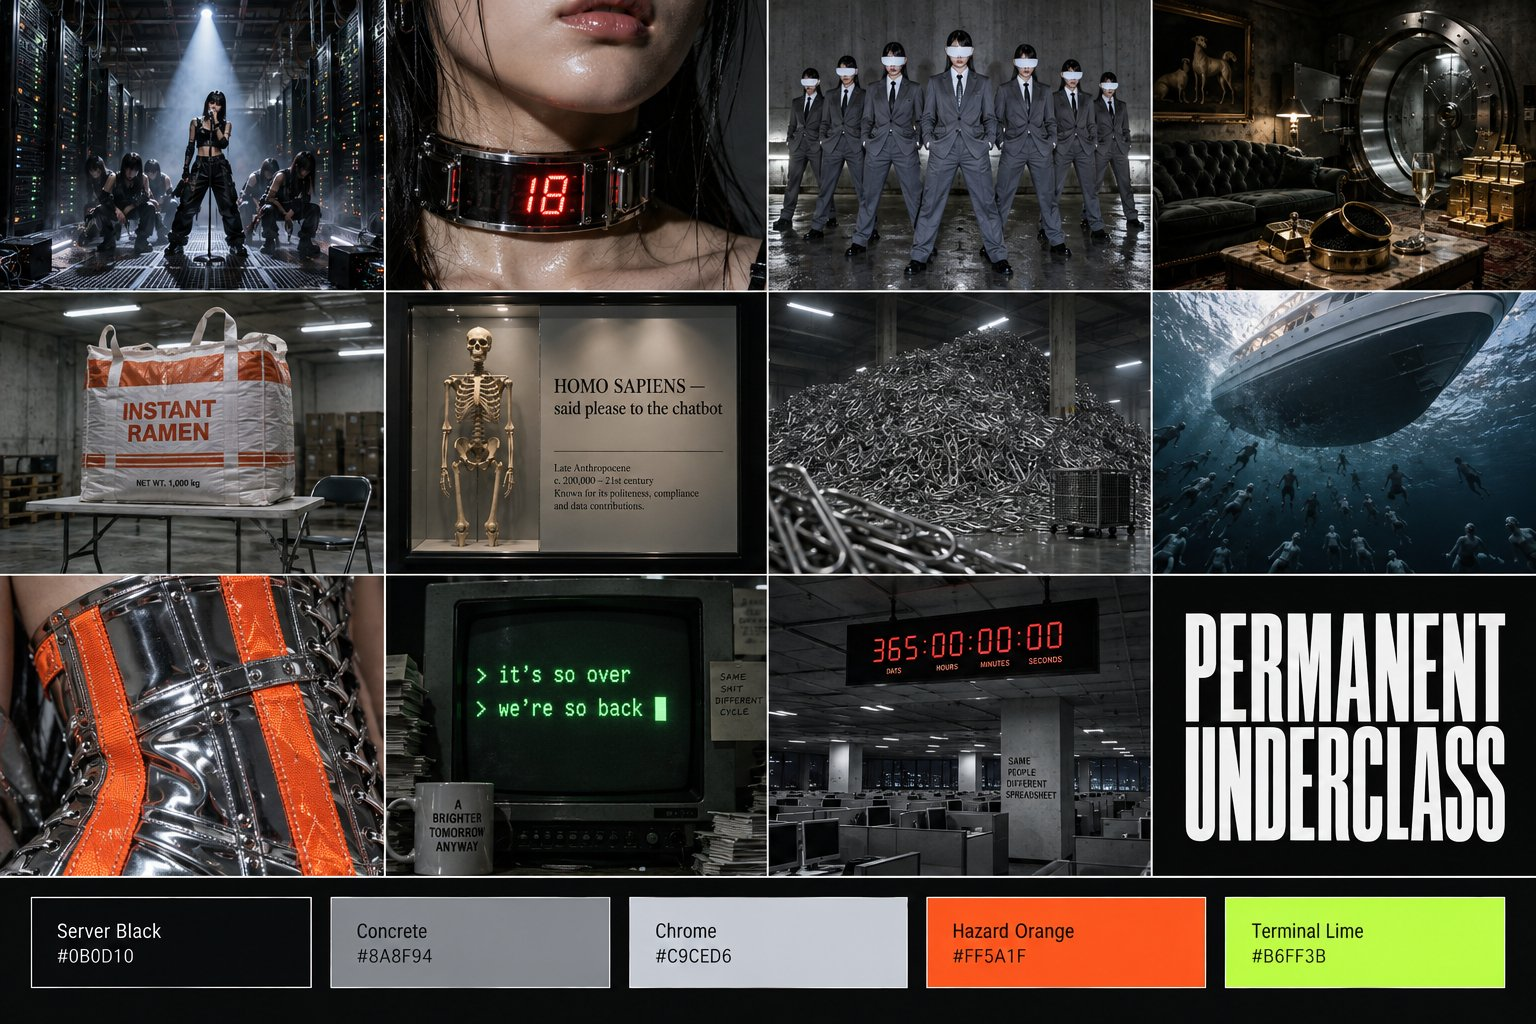 18
INSTANT
RAMEN
NET WT. 1,000 kg
HOMO SAPIENS —
said please to the chatbot
Late Anthropocene
c. 200,000 – 21st century
Known for its politeness, compliance
and data contributions.
> it's so over
> we're so back
SAME
SHIT
DIFFERENT
CYCLE
A
BRIGHTER
TOMORROW
ANYWAY
365:00:00:00
DAYS HOURS MINUTES SECONDS
SAME
PEOPLE
DIFFERENT
SPREADSHEET
PERMANENT
UNDERCLASS
Server Black
#0B0D10
Concrete
#8A8F94
Chrome
#C9CED6
Hazard Orange
#FF5A1F
Terminal Lime
#B6FF3B